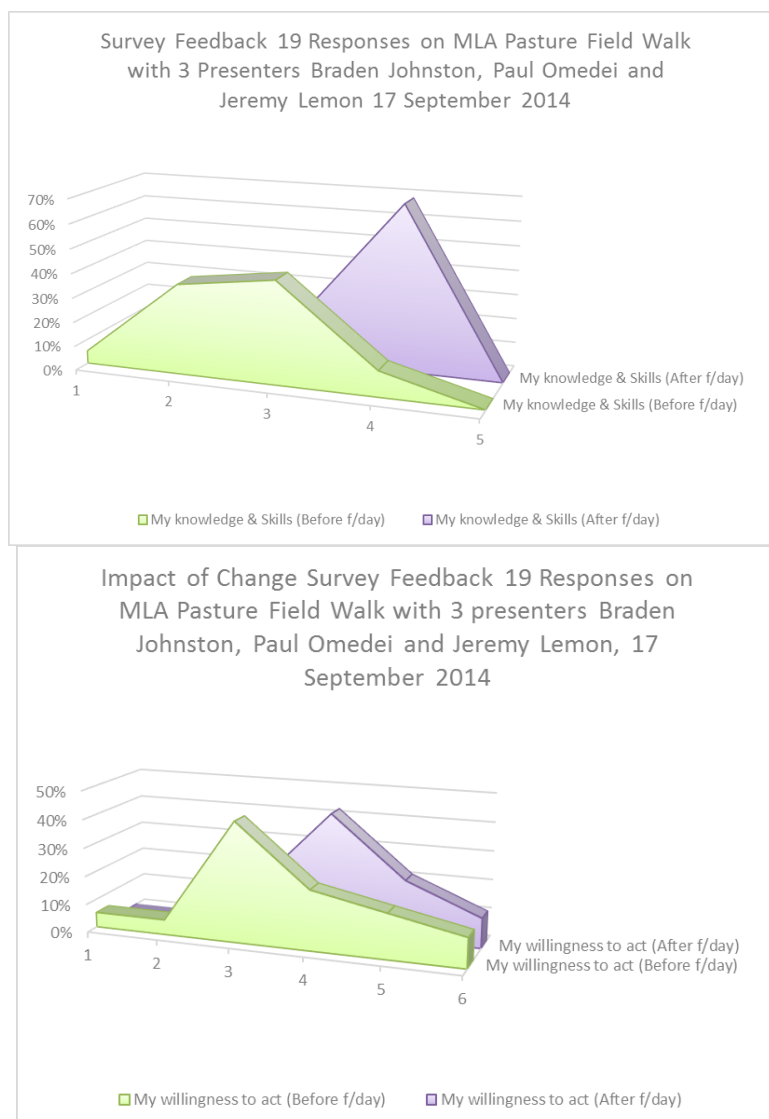 Survey Feedback 19 Responses on MLA Pasture Field Walk
with 3 Presenters Braden Johnston, Paul Omedei and
Jeremy Lemon 17 September 2014
70%
60%
50%
40%
30%
20%
10%
0%
1
2
3
4
5
My knowledge & Skills (After f/day)
My knowledge & Skills (Before f/day)
My knowledge & Skills (Before f/day)
My knowledge & Skills (After f/day)
Impact of Change Survey Feedback 19 Responses on
MLA Pasture Field Walk with 3 presenters Braden
Johnston, Paul Omedei and Jeremy Lemon, 17
September 2014
50%
40%
30%
20%
10%
0%
1
2
3
4
5
6
My willingness to act (After f/day)
My willingness to act (Before f/day)
My willingness to act (Before f/day)
My willingness to act (After f/day)